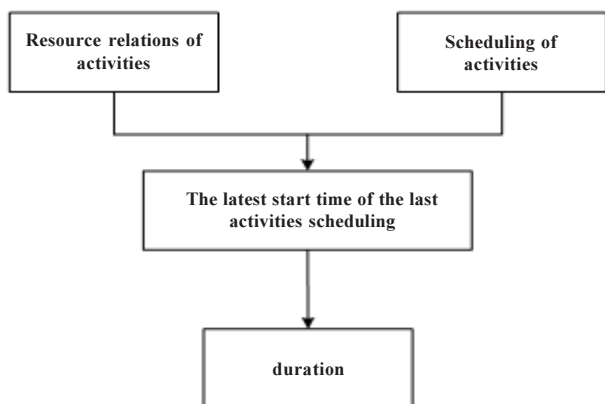 Resource relations of
activities
Scheduling of
activities
The latest start time of the last
activities scheduling
duration